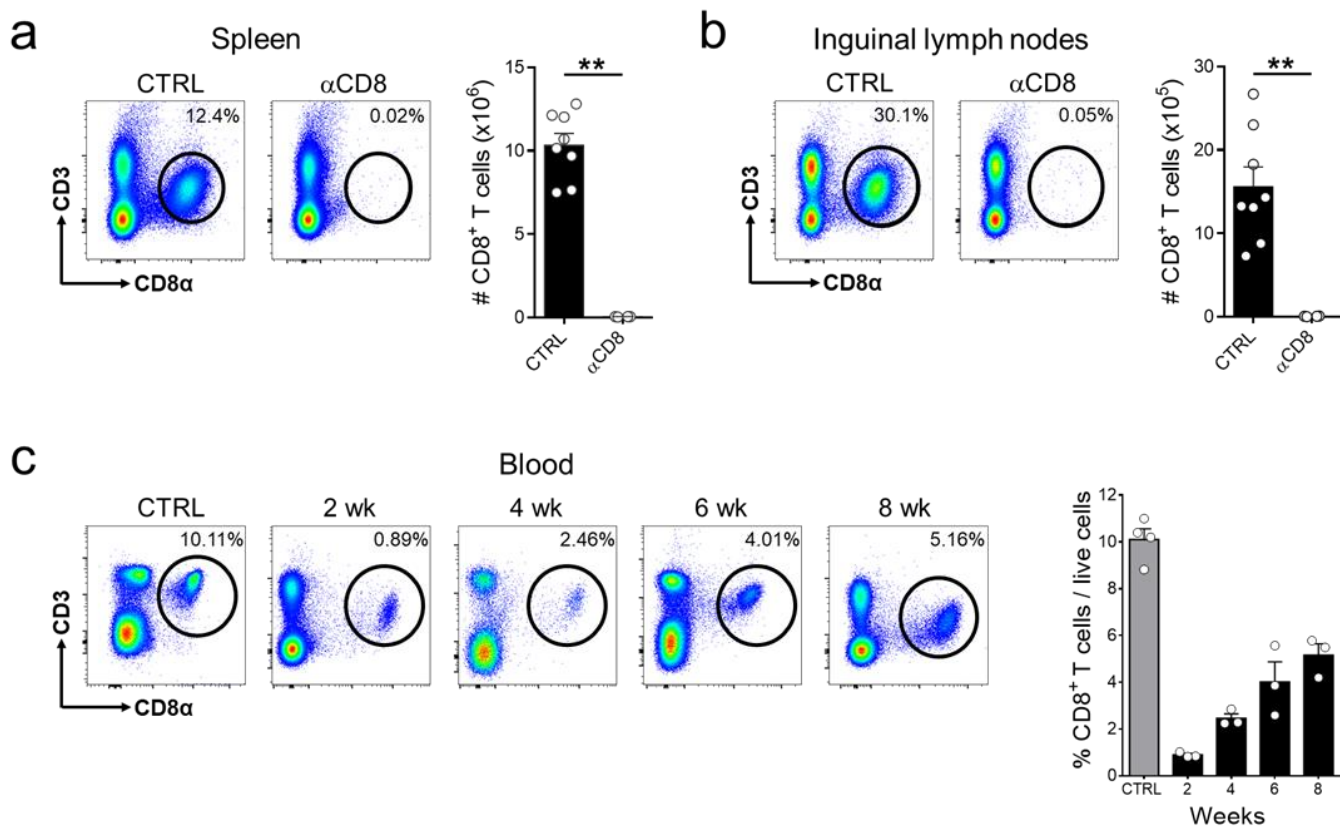 a
Spleen
CTRL
αCD8
12.4%
0.02%
CD3
CD8α
# CD8⁺ T cells (x10⁶)
15
10
5
0
**
CTRL
αCD8
b
Inguinal lymph nodes
CTRL
αCD8
30.1%
0.05%
CD3
CD8α
# CD8⁺ T cells (x10⁵)
30
20
10
0
**
CTRL
αCD8
c
Blood
CTRL
2 wk
4 wk
6 wk
8 wk
10.11%
0.89%
2.46%
4.01%
5.16%
CD3
CD8α
% CD8⁺ T cells / live cells
12
10
8
6
4
2
0
CTRL
2
4
6
8
Weeks